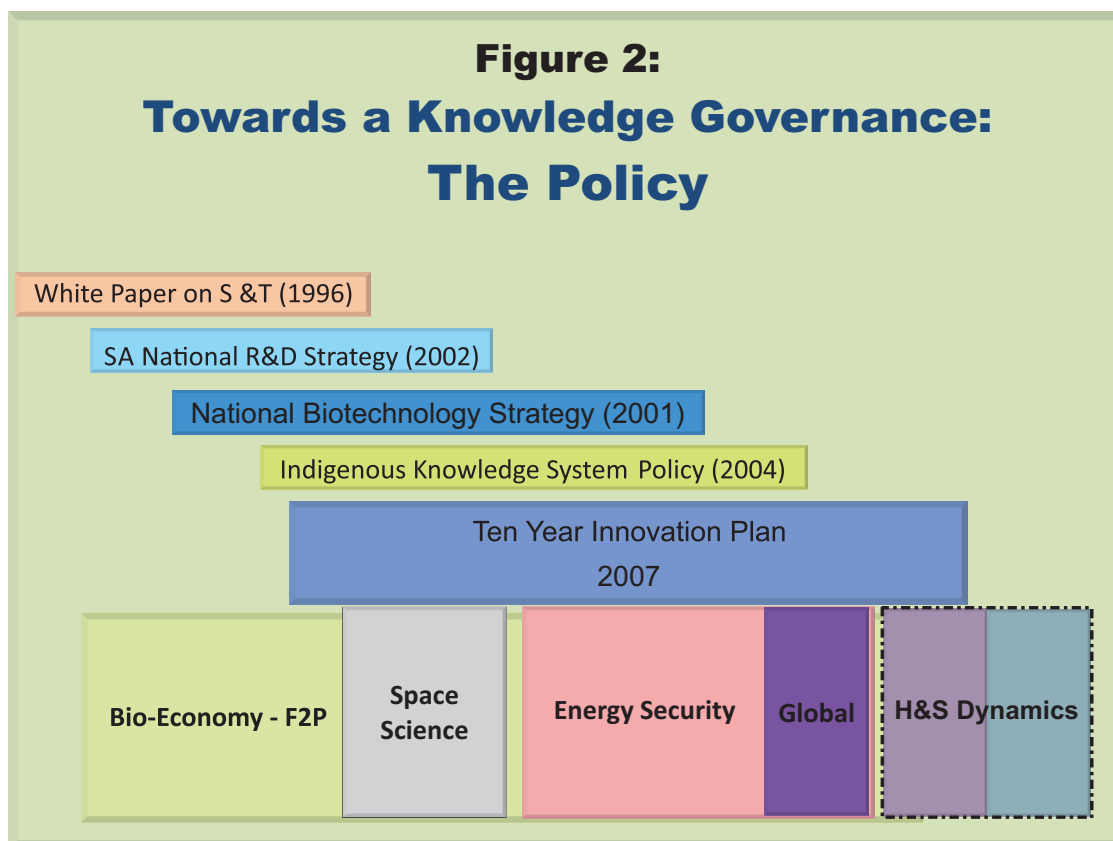 Figure 2:
Towards a Knowledge Governance:
The Policy
White Paper on S &T (1996)
SA National R&D Strategy (2002)
National Biotechnology Strategy (2001)
Indigenous Knowledge System Policy (2004)
Ten Year Innovation Plan
2007
Bio-Economy - F2P
Space
Science
Energy Security
Global
H&S Dynamics